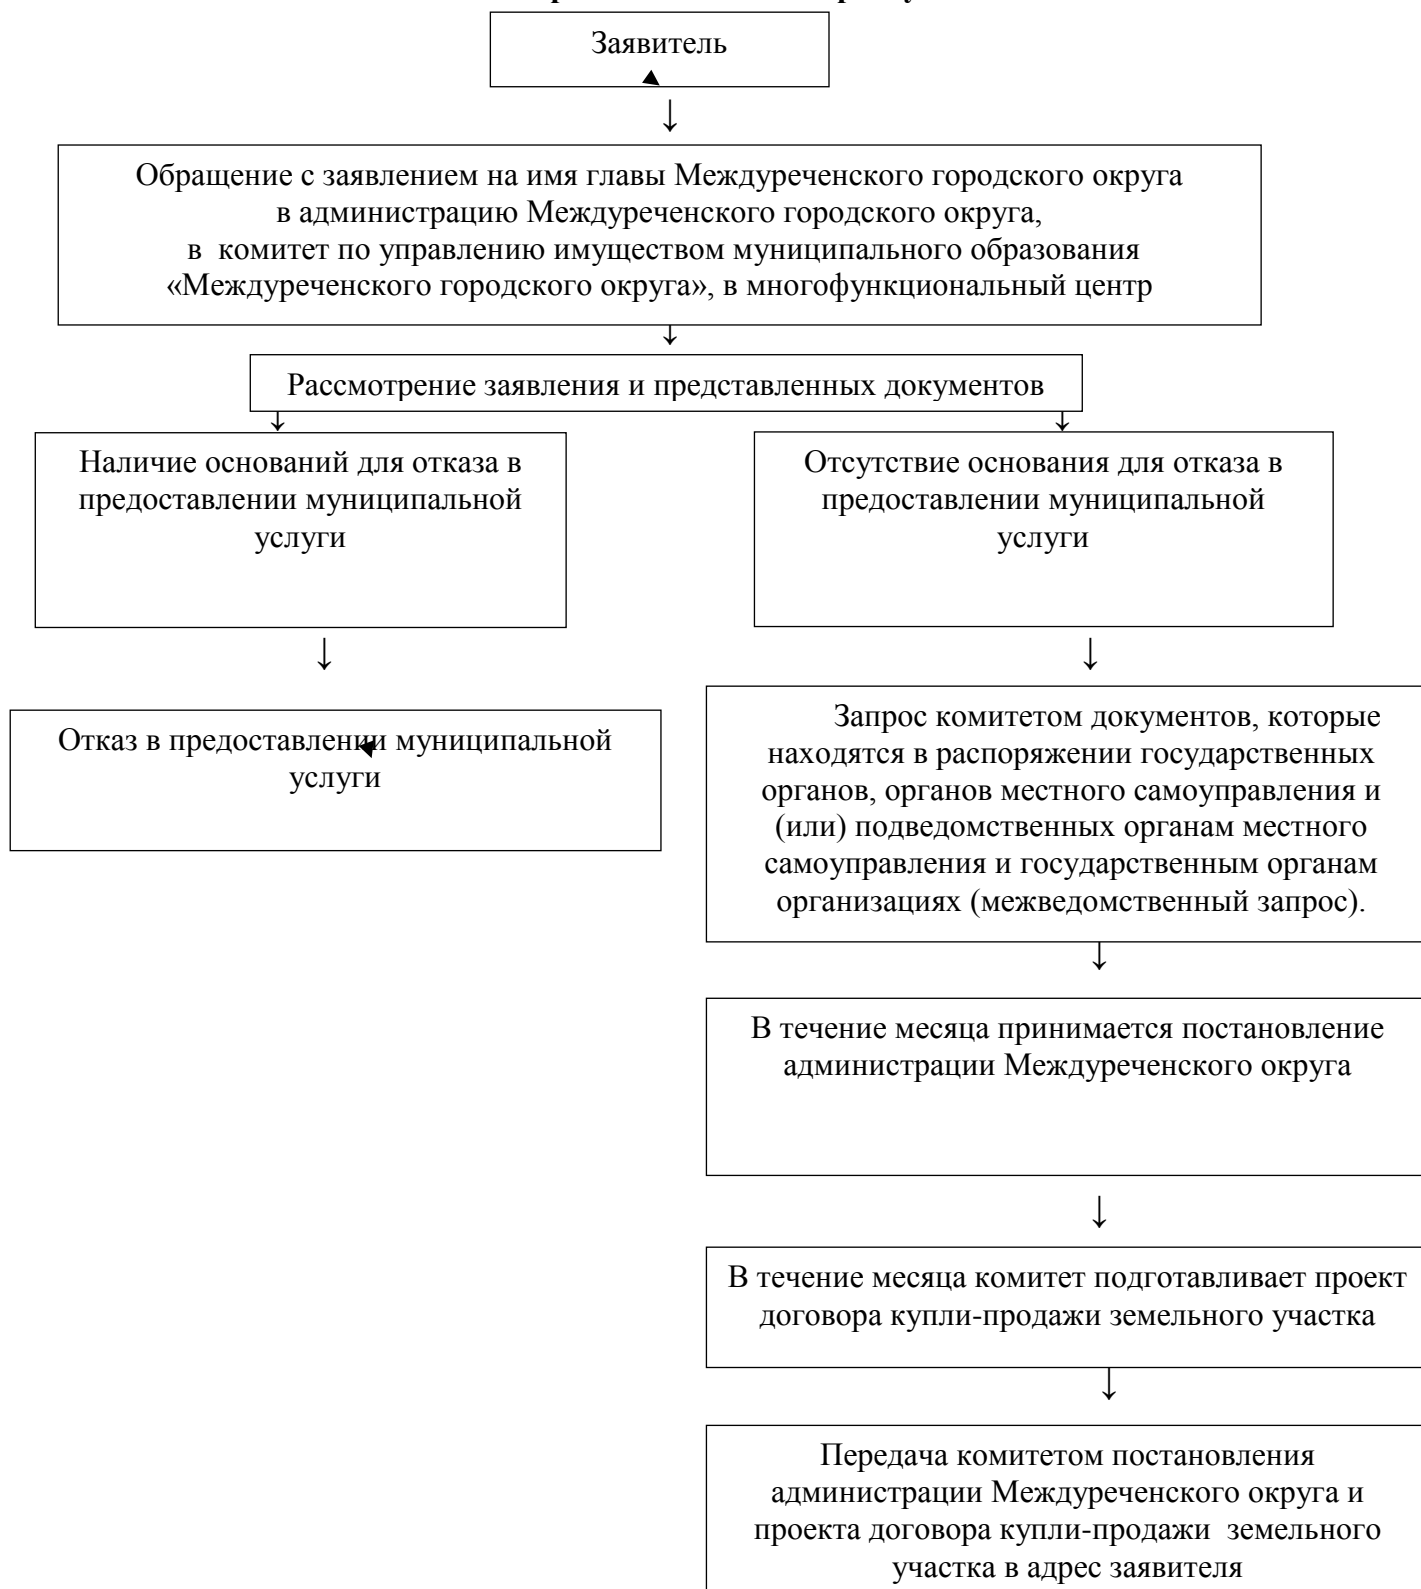 Заявитель
Обращение с заявлением на имя главы Междуреченского городского округа
в администрацию Междуреченского городского округа,
в комитет по управлению имуществом муниципального образования
«Междуреченского городского округа», в многофункциональный центр
Рассмотрение заявления и представленных документов
Наличие оснований для отказа в
предоставлении муниципальной
услуги
Отсутствие основания для отказа в
предоставлении муниципальной
услуги
Отказ в предоставлении муниципальной
услуги
Запрос комитетом документов, которые
находятся в распоряжении государственных
органов, органов местного самоуправления и
(или) подведомственных органам местного
самоуправления и государственным органам
организациях (межведомственный запрос).
В течение месяца принимается постановление
администрации Междуреченского округа
В течение месяца комитет подготавливает проект
договора купли-продажи земельного участка
Передача комитетом постановления
администрации Междуреченского округа и
проекта договора купли-продажи земельного
участка в адрес заявителя